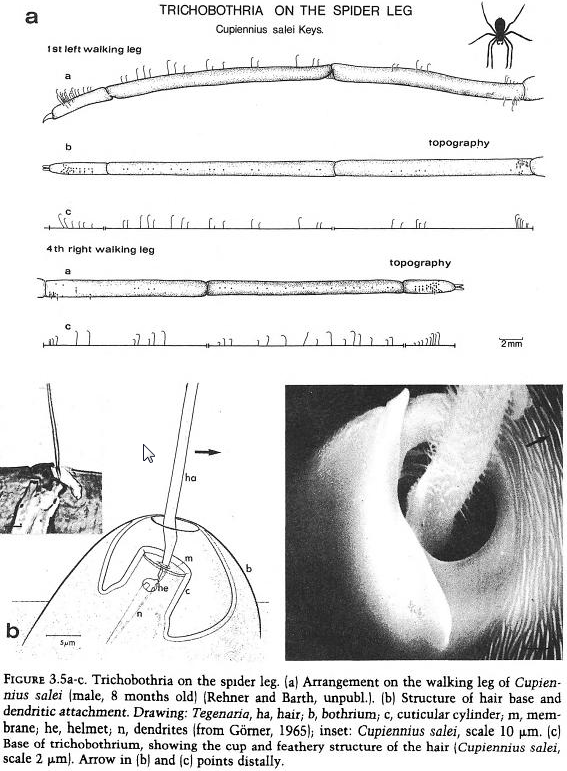 a
TRICHOBOTHRIA ON THE SPIDER LEG
Cupiennius salei Keys.
1st left walking leg
a
b
topography
c
4th right walking leg
a
topography
c
2mm
ha
m
b
he
c
n
b
5µm
FIGURE 3.5a-c. Trichobothria on the spider leg. (a) Arrangement on the walking leg of Cupien-
nius salei (male, 8 months old) (Rehner and Barth, unpubl.). (b) Structure of hair base and
dendritic attachment. Drawing: Tegenaria, ha, hair; b, bothrium; c, cuticular cylinder; m, mem-
brane; he, helmet; n, dendrites (from Görner, 1965); inset: Cupiennius salei, scale 10 µm. (c)
Base of trichobothrium, showing the cup and feathery structure of the hair (Cupiennius salei,
scale 2 µm). Arrow in (b) and (c) points distally.